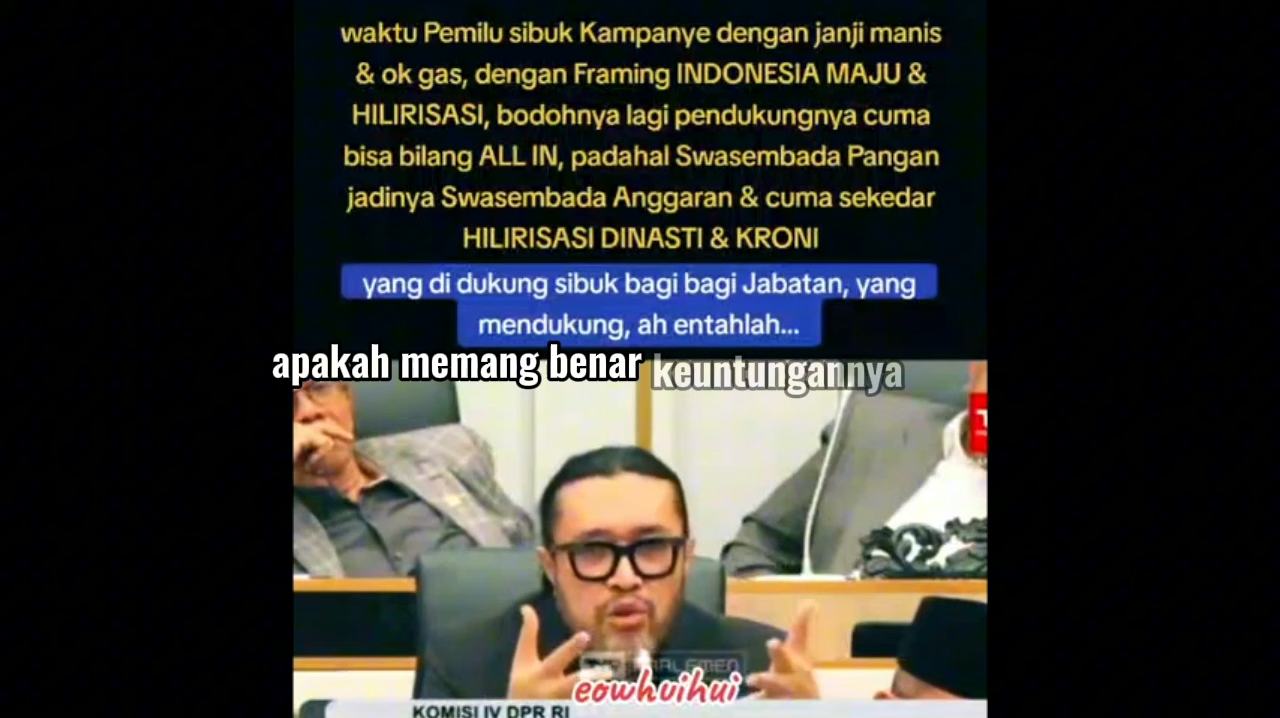 waktu Pemilu sibuk Kampanye dengan janji manis
& ok gas, dengan Framing INDONESIA MAJU &
HILIRISASI, bodohnya lagi pendukungnya cuma
bisa bilang ALL IN, padahal Swasembada Pangan
jadinya Swasembada Anggaran & cuma sekedar
HILIRISASI DINASTI & KRONI
yang di dukung sibuk bagi bagi Jabatan, yang
mendukung, ah entahlah...
apakah memang benar keuntungannya
PARLEMEN
eowhuihui
KOMISI IV DPR RI